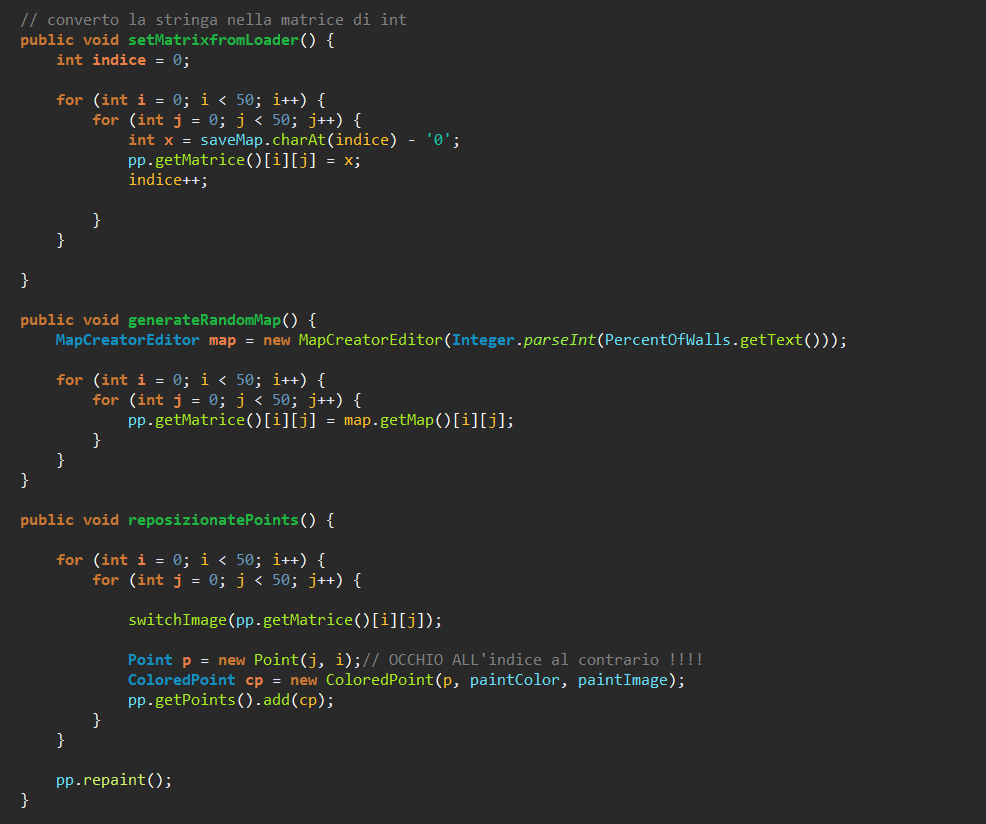 // converto la stringa nella matrice di int
public void setMatrixfromLoader() {
    int indice = 0;

    for (int i = 0; i < 50; i++) {
        for (int j = 0; j < 50; j++) {
            int x = saveMap.charAt(indice) - '0';
            pp.getMatrice()[i][j] = x;
            indice++;

        }
    }

}

public void generateRandomMap() {
    MapCreatorEditor map = new MapCreatorEditor(Integer.parseInt(PercentOfWalls.getText()));

    for (int i = 0; i < 50; i++) {
        for (int j = 0; j < 50; j++) {
            pp.getMatrice()[i][j] = map.getMap()[i][j];
        }
    }
}

public void reposizionatePoints() {

    for (int i = 0; i < 50; i++) {
        for (int j = 0; j < 50; j++) {

            switchImage(pp.getMatrice()[i][j]);

            Point p = new Point(j, i);// OCCHIO ALL'indice al contrario !!!!
            ColoredPoint cp = new ColoredPoint(p, paintColor, paintImage);
            pp.getPoints().add(cp);
        }
    }

    pp.repaint();
}